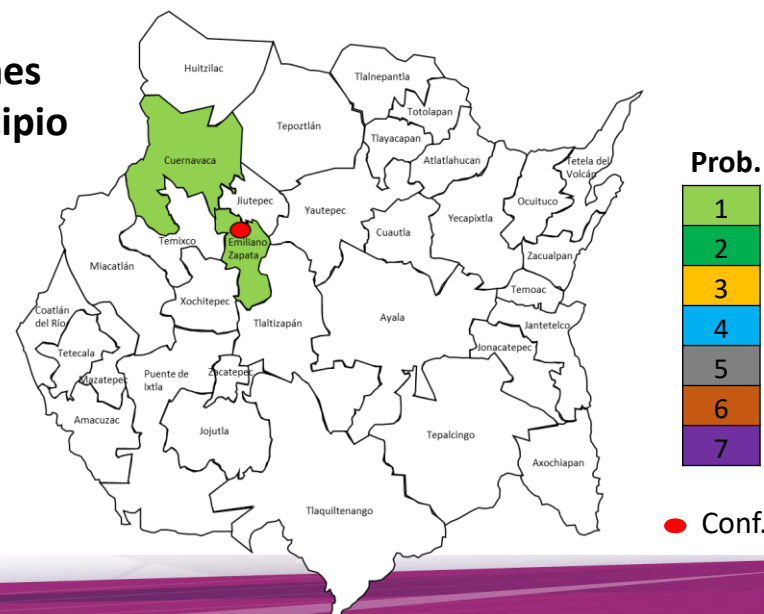 nes
cipio
Huitzilac
Tlalnepantla
Totolapan
Tepoztlán
Tlayacapan
Atlatlahucan
Cuernavaca
Tetela del
Volcán
Ocuituco
Jiutepec
Yautepec
Yecapixtla
Cuautla
Temixco
Emiliano
Zapata
Zacualpan
Miacatlán
Temoac
Xochitepec
Coatlán
del Río
Ayala
Tlaltizapán
Jantetelco
Jonacatepec
Tetecala
Puente de
Ixtla
Zacatepec
Mazatepec
Amacuzac
Jojutla
Tepalcingo
Axochiapan
Tlaquiltenango
Prob.
1
2
3
4
5
6
7
Conf.